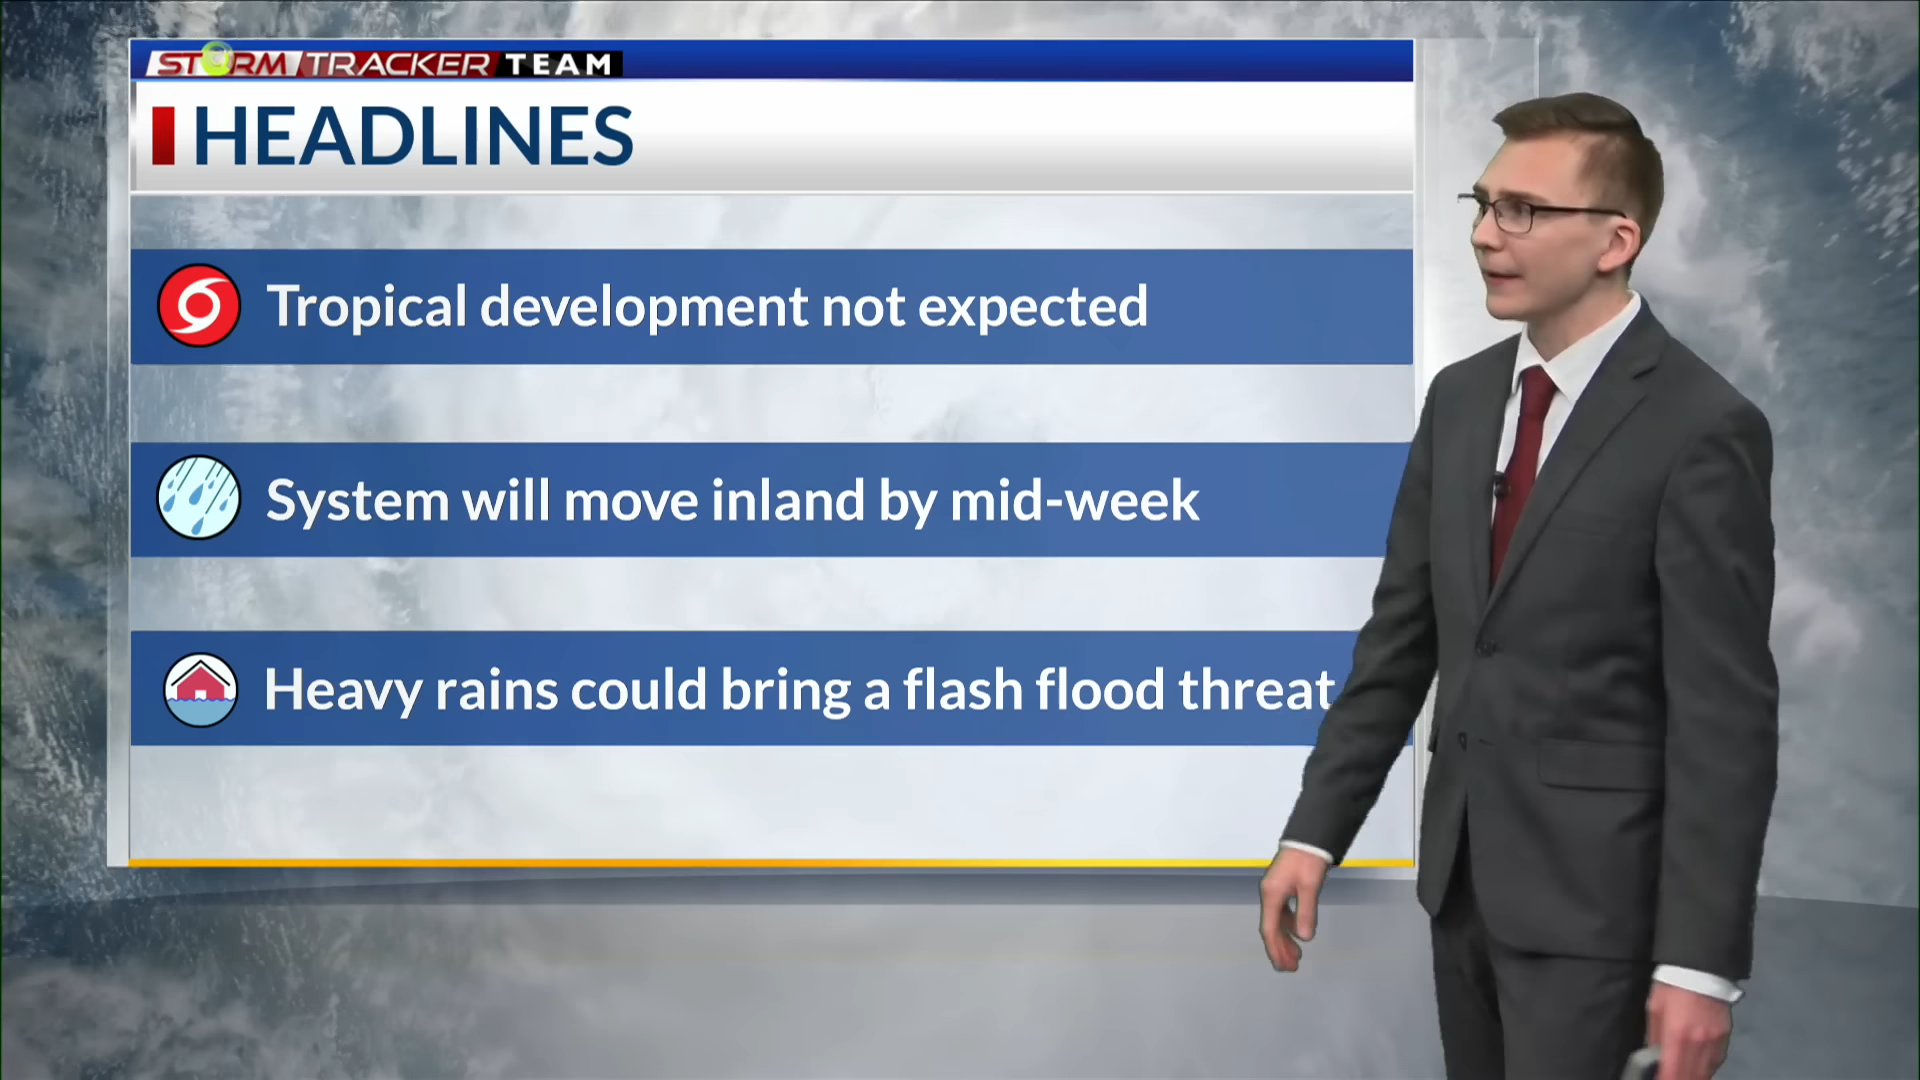 STORM TRACKER TEAM
HEADLINES
Tropical development not expected
System will move inland by mid-week
Heavy rains could bring a flash flood threat